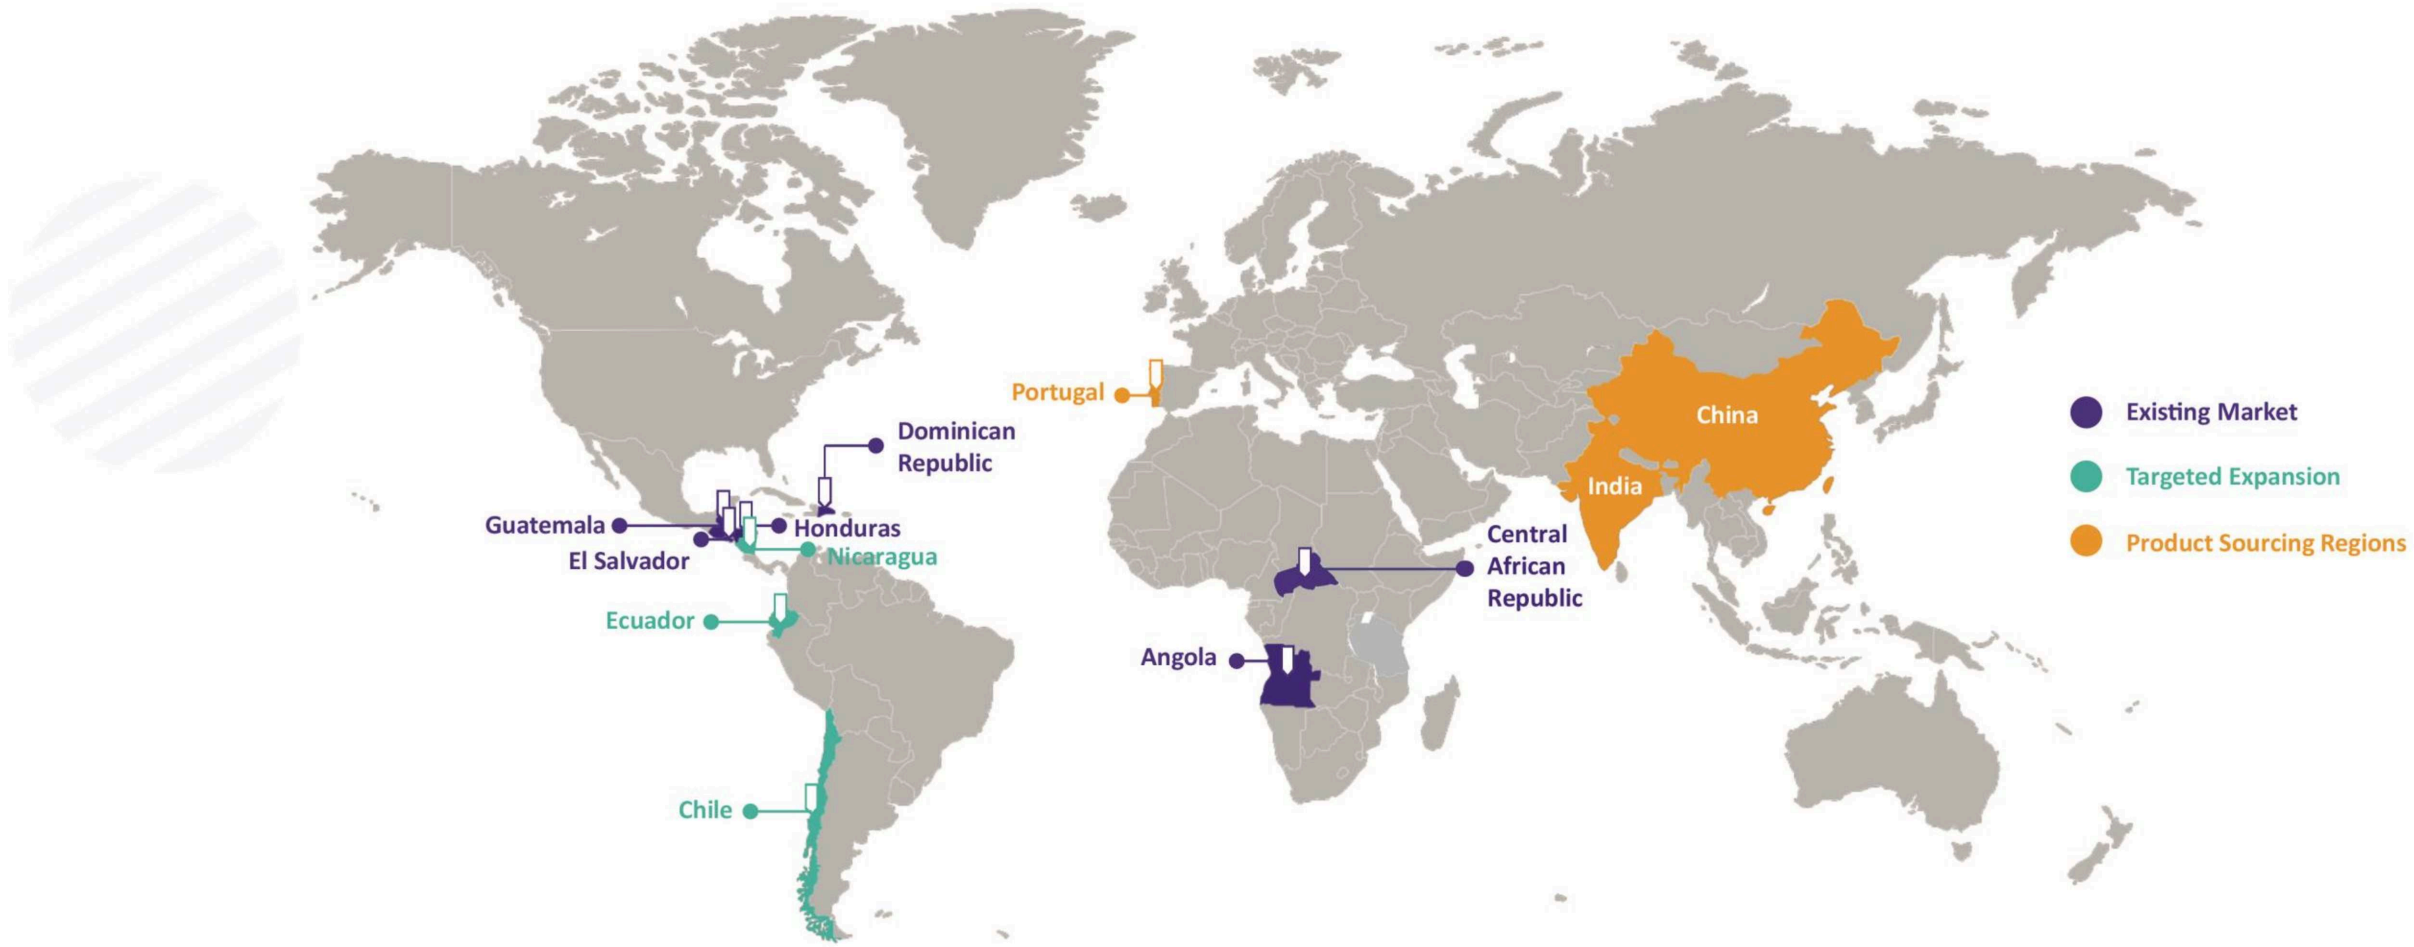 Portugal
China
Existing Market
Dominican
Republic
Targeted Expansion
India
Guatemala
Honduras
Central
African
Republic
Product Sourcing Regions
El Salvador
Nicaragua
Ecuador
Angola
Chile